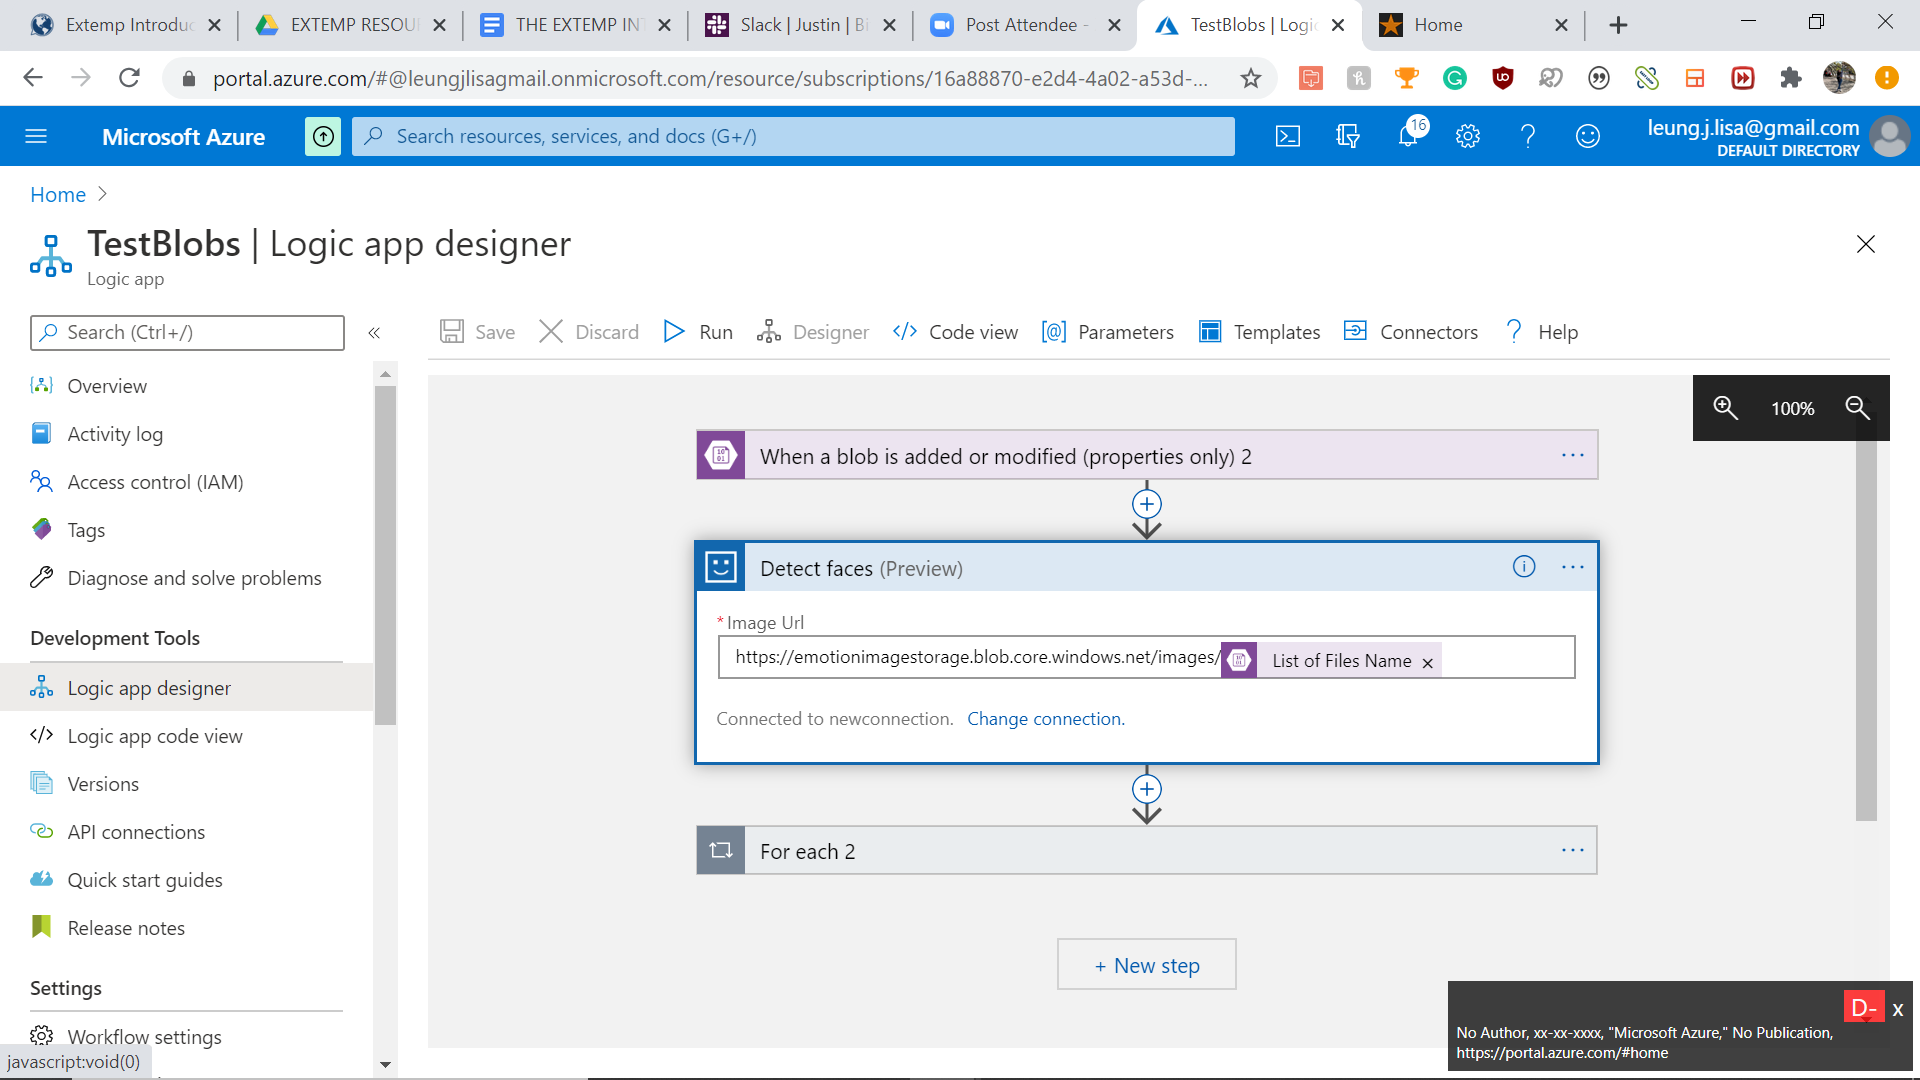 Extemp Introduc
EXTEMP RESOU
THE EXTEMP IN
Slack | Justin | Bi
Post Attendee -
TestBlobs | Logic
Home
portal.azure.com/#@leungjlisagmail.onmicrosoft.com/resource/subscriptions/16a88870-e2d4-4a02-a53d-...
Microsoft Azure
Search resources, services, and docs (G+/)
16
leung.j.lisa@gmail.com
DEFAULT DIRECTORY
Home
TestBlobs | Logic app designer
Logic app
Search (Ctrl+/)
«
Save
Discard
Run
Designer
Code view
Parameters
Templates
Connectors
Help
Overview
Activity log
Access control (IAM)
Tags
Diagnose and solve problems
Development Tools
Logic app designer
Logic app code view
Versions
API connections
Quick start guides
Release notes
Settings
Workflow settings
javascript:void(0)
100%
When a blob is added or modified (properties only) 2
Detect faces (Preview)
* Image Url
https://emotionimagestorage.blob.core.windows.net/images/ List of Files Name ×
Connected to newconnection. Change connection.
For each 2
+ New step
D- x
No Author, xx-xx-xxxx, "Microsoft Azure," No Publication,
https://portal.azure.com/#home